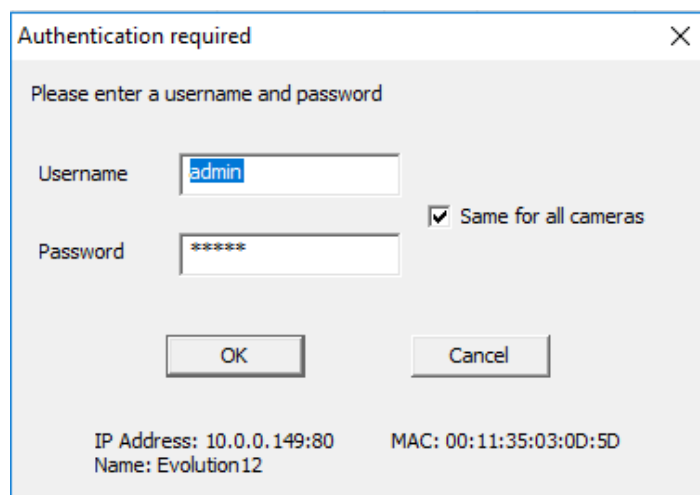 Authentication required
Please enter a username and password
Username admin
Same for all cameras
Password *****
OK Cancel
IP Address: 10.0.0.149:80 MAC: 00:11:35:03:0D:5D
Name: Evolution12